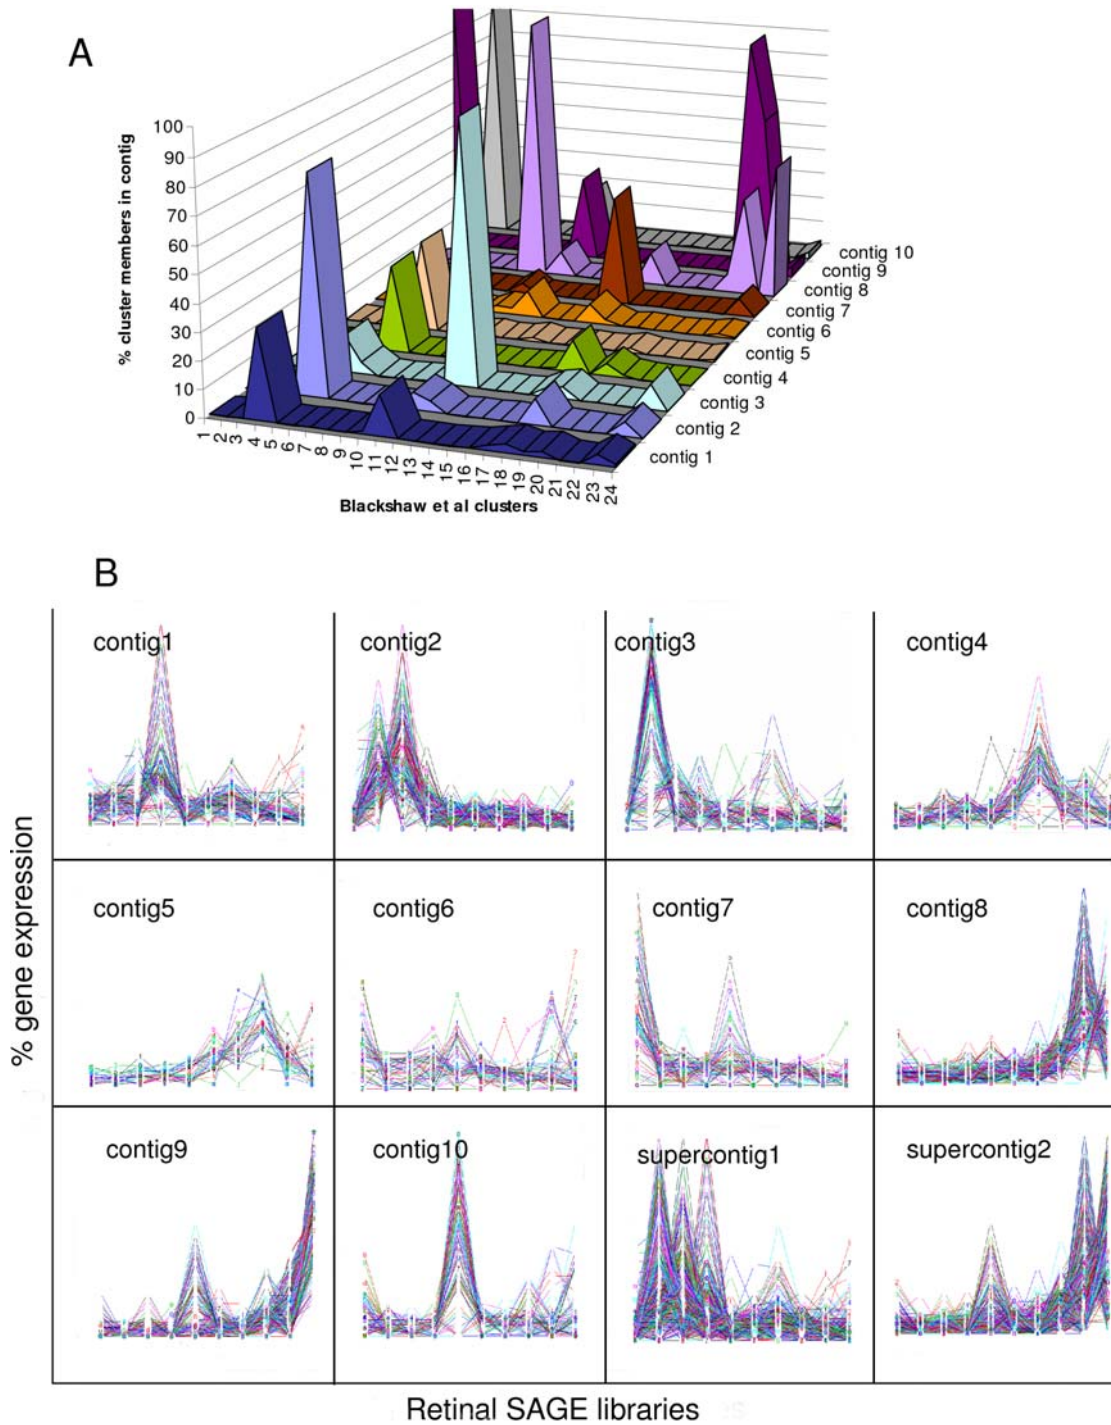 A
% cluster members in contig
100
90
80
70
60
50
40
30
20
10
0
1 2 3 4 5 6 7 8 9 10 11 12 13 14 15 16 17 18 19 20 21 22 23 24
Blackshaw et al clusters
contig 10
contig 9
contig 8
contig 7
contig 6
contig 5
contig 4
contig 3
contig 2
contig 1
B
% gene expression
contig1 contig2 contig3 contig4
contig5 contig6 contig7 contig8
contig9 contig10 supercontig1 supercontig2
Retinal SAGE libraries